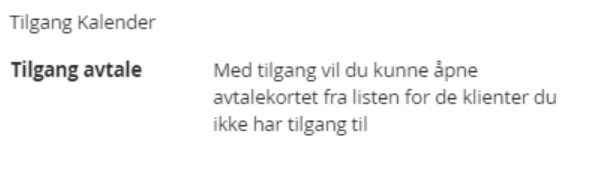 Tilgang Kalender
Tilgang avtale
Med tilgang vil du kunne åpne
avtalekortet fra listen for de klienter du
ikke har tilgang til